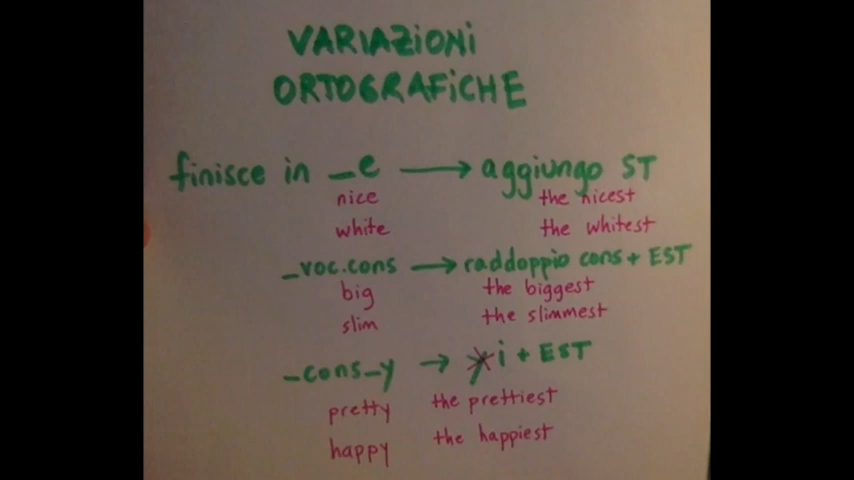 VARIAZIONI
ORTOGRAFICHE
finisce in _e → aggiungo ST
nice the nicest
white the whitest
_voc.cons → raddoppio cons + EST
big the biggest
slim the slimmest
_cons_y → y i + EST
pretty the prettiest
happy the happiest